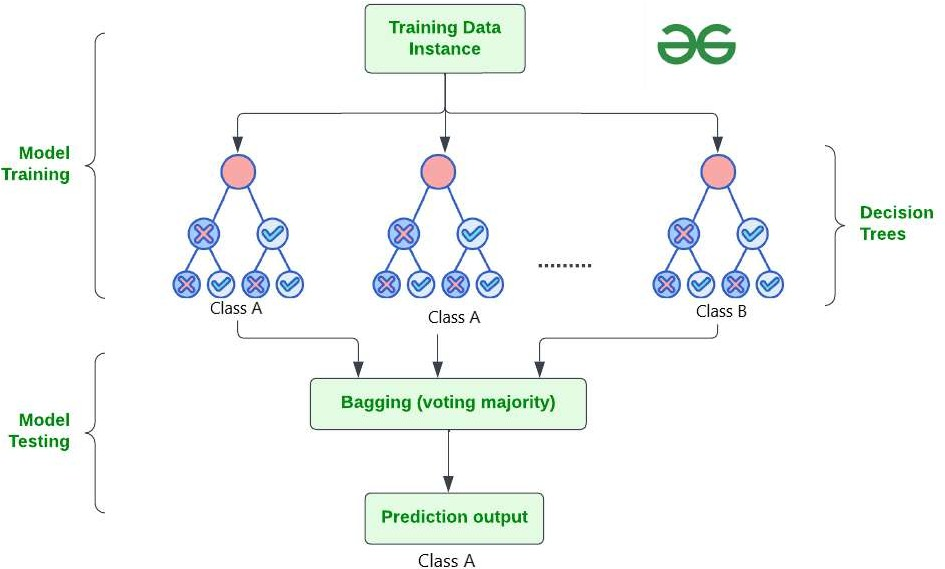 Training Data
Instance
Model
Training
Decision
Trees
Class A
Class A
Class B
Bagging (voting majority)
Model
Testing
Prediction output
Class A